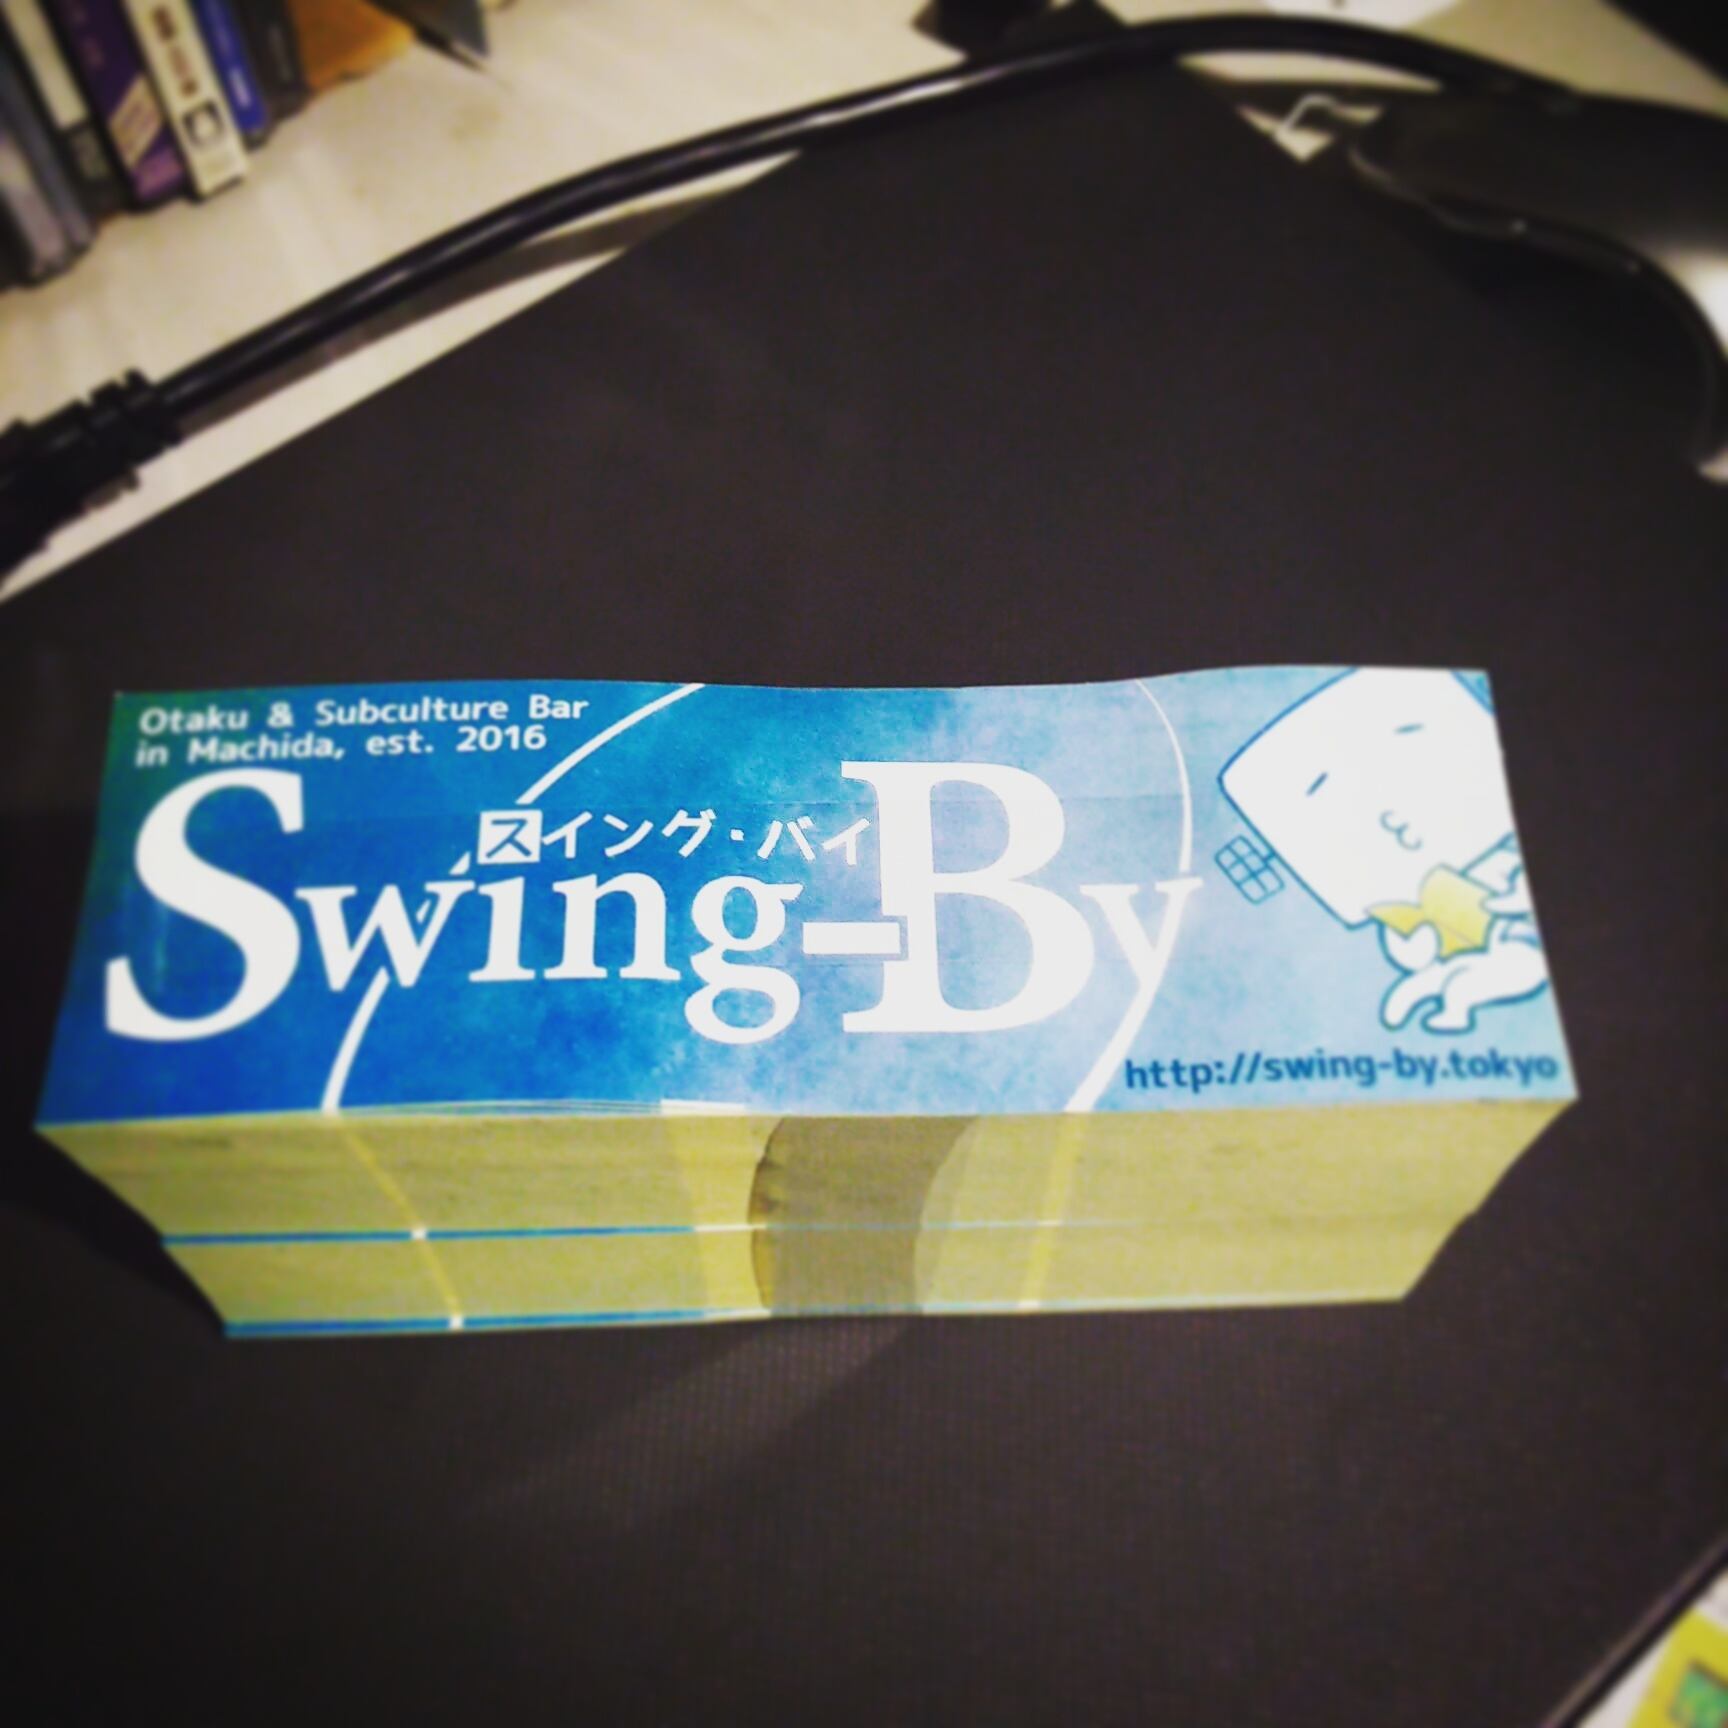 Otaku & Subculture Bar
in Machida, est. 2016
スイング・バイ
Swing-By
http://swing-by.tokyo